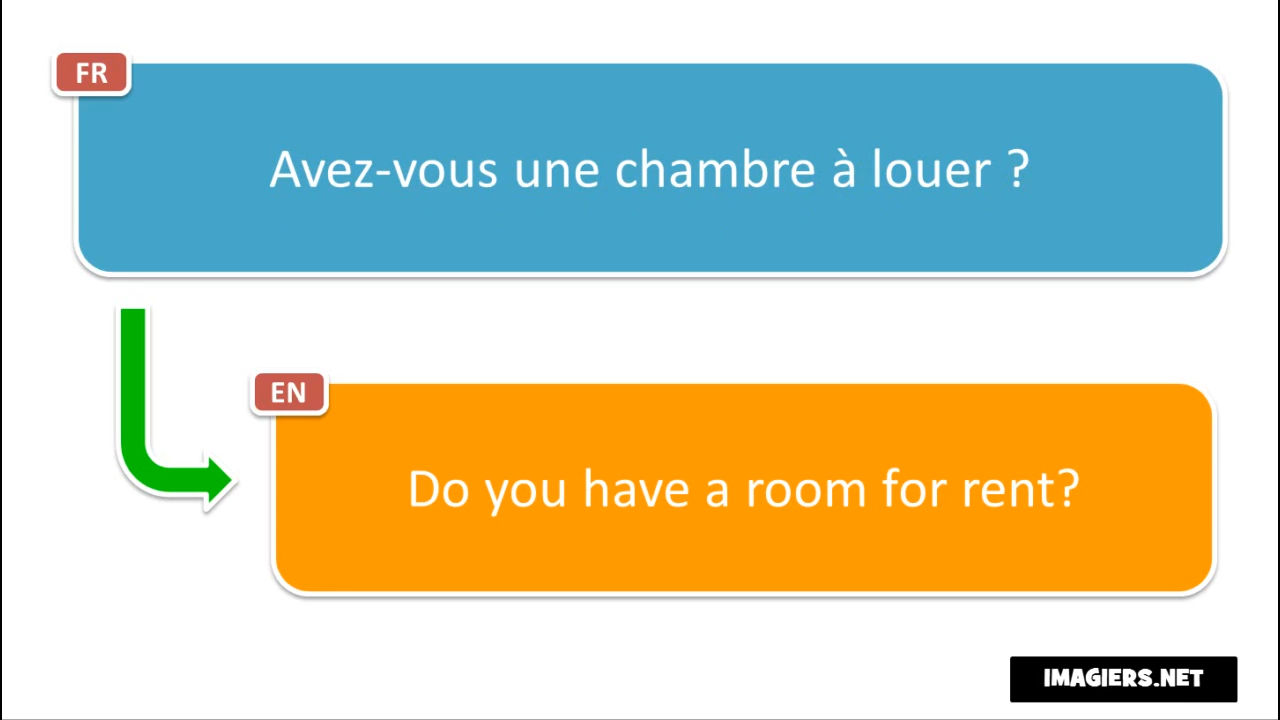 FR
Avez-vous une chambre à louer ?
EN
Do you have a room for rent?
IMAGIERS.NET